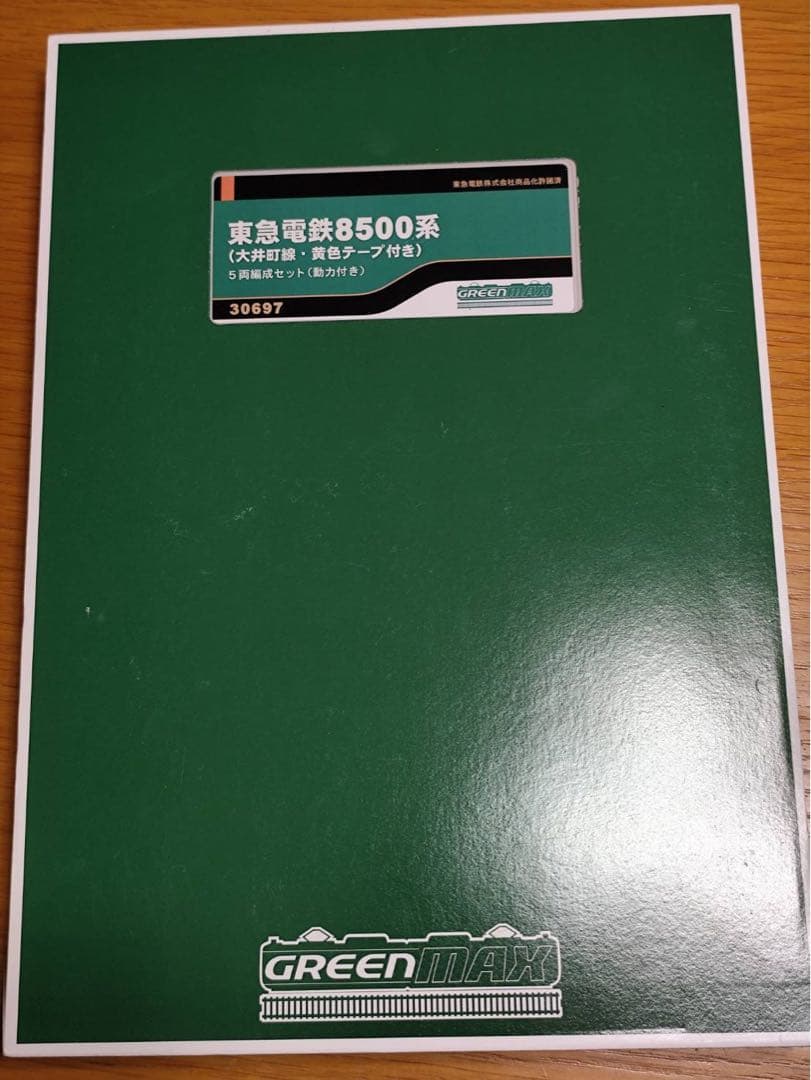 東急電鉄株式会社商品化許諾済
東急電鉄8500系
(大井町線・黄色テープ付き)
5両編成セット(動力付き)
30697
GREENMAX
GREENMAX